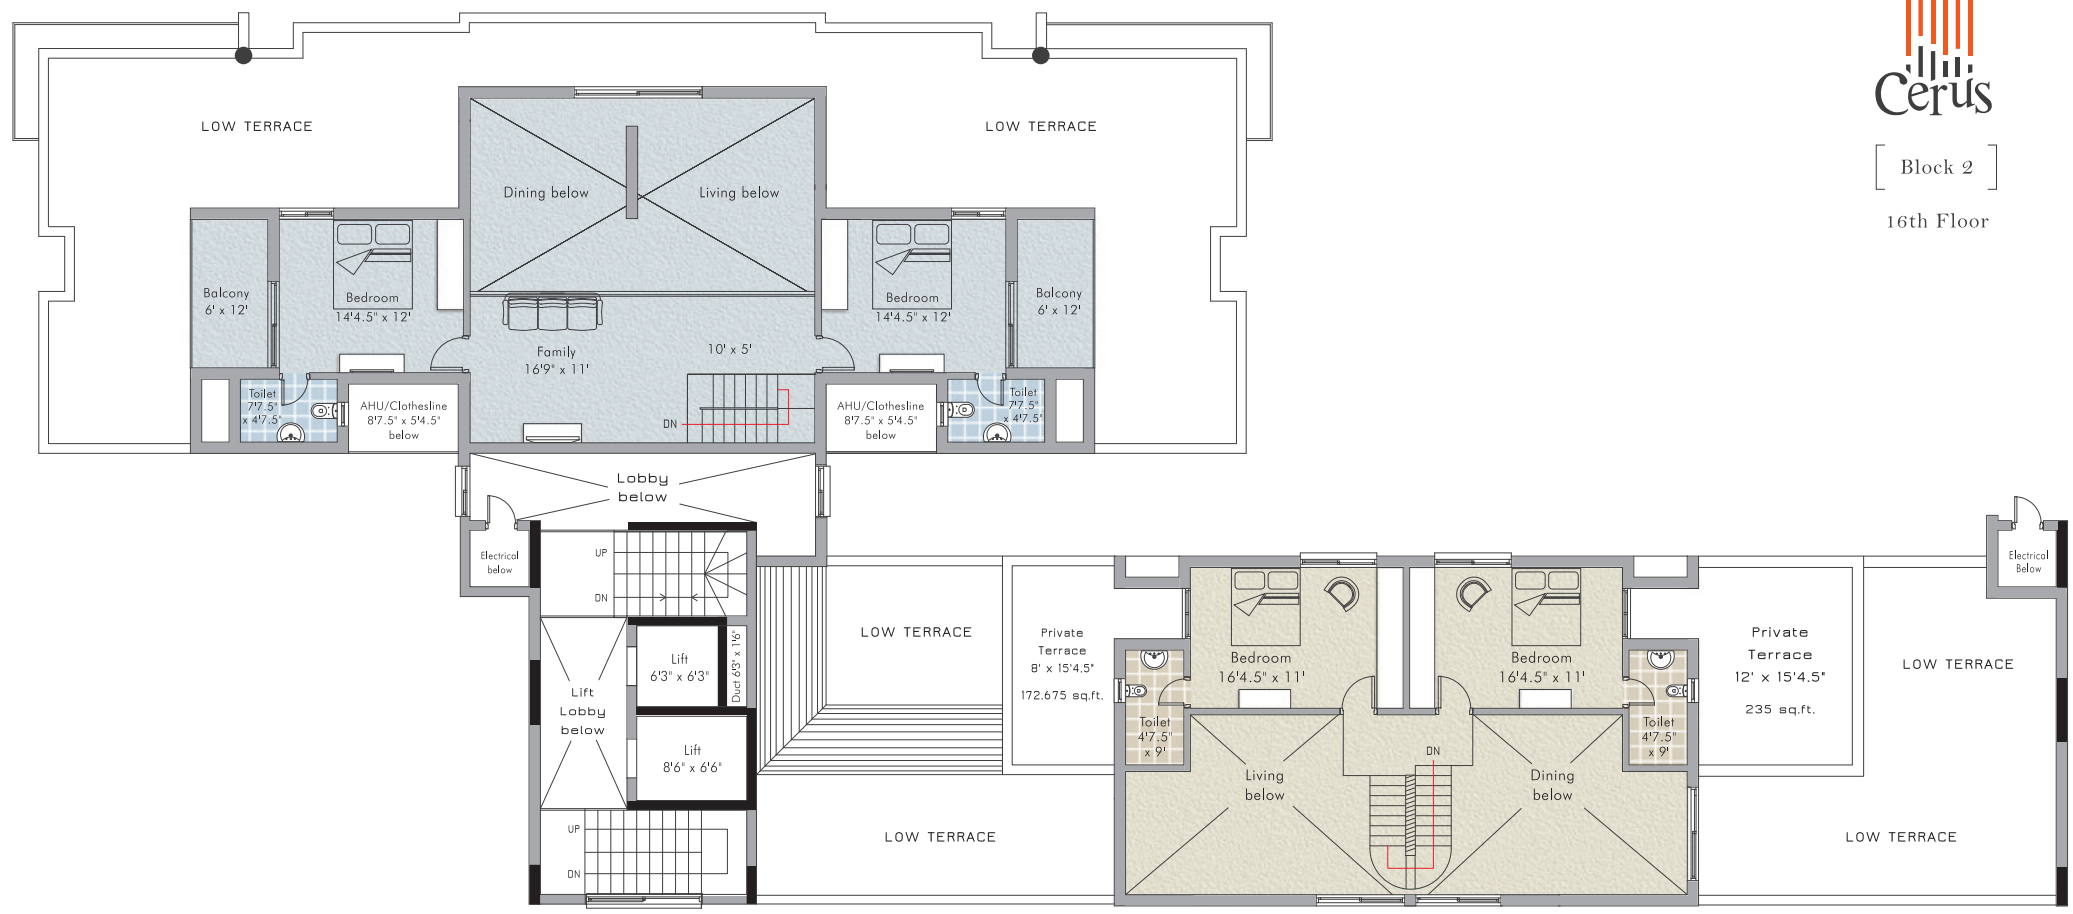 Cerus
Block 2
16th Floor
LOW TERRACE
LOW TERRACE
Dining below
Living below
Balcony
6' x 12'
Bedroom
14'4.5" x 12'
Bedroom
14'4.5" x 12'
Balcony
6' x 12'
Family
16'9" x 11'
10' x 5'
DN
Toilet
7'7.5"
x 4'7.5"
AHU/Clothesline
8'7.5" x 5'4.5"
below
AHU/Clothesline
8'7.5" x 5'4.5"
below
Toilet
7'7.5"
x 4'7.5"
Lobby
below
Electrical
below
UP
DN
Electrical
Below
Lift
6'3" x 6'3"
Duct 6'3" x 1'6"
Lift
Lobby
below
Lift
8'6" x 6'6"
UP
DN
LOW TERRACE
Private
Terrace
8' x 15'4.5"
172.675 sq.ft.
Bedroom
16'4.5" x 11'
Bedroom
16'4.5" x 11'
Private
Terrace
12' x 15'4.5"
235 sq.ft.
LOW TERRACE
Toilet
4'7.5"
x 9'
DN
Toilet
4'7.5"
x 9'
Living
below
Dining
below
LOW TERRACE
LOW TERRACE